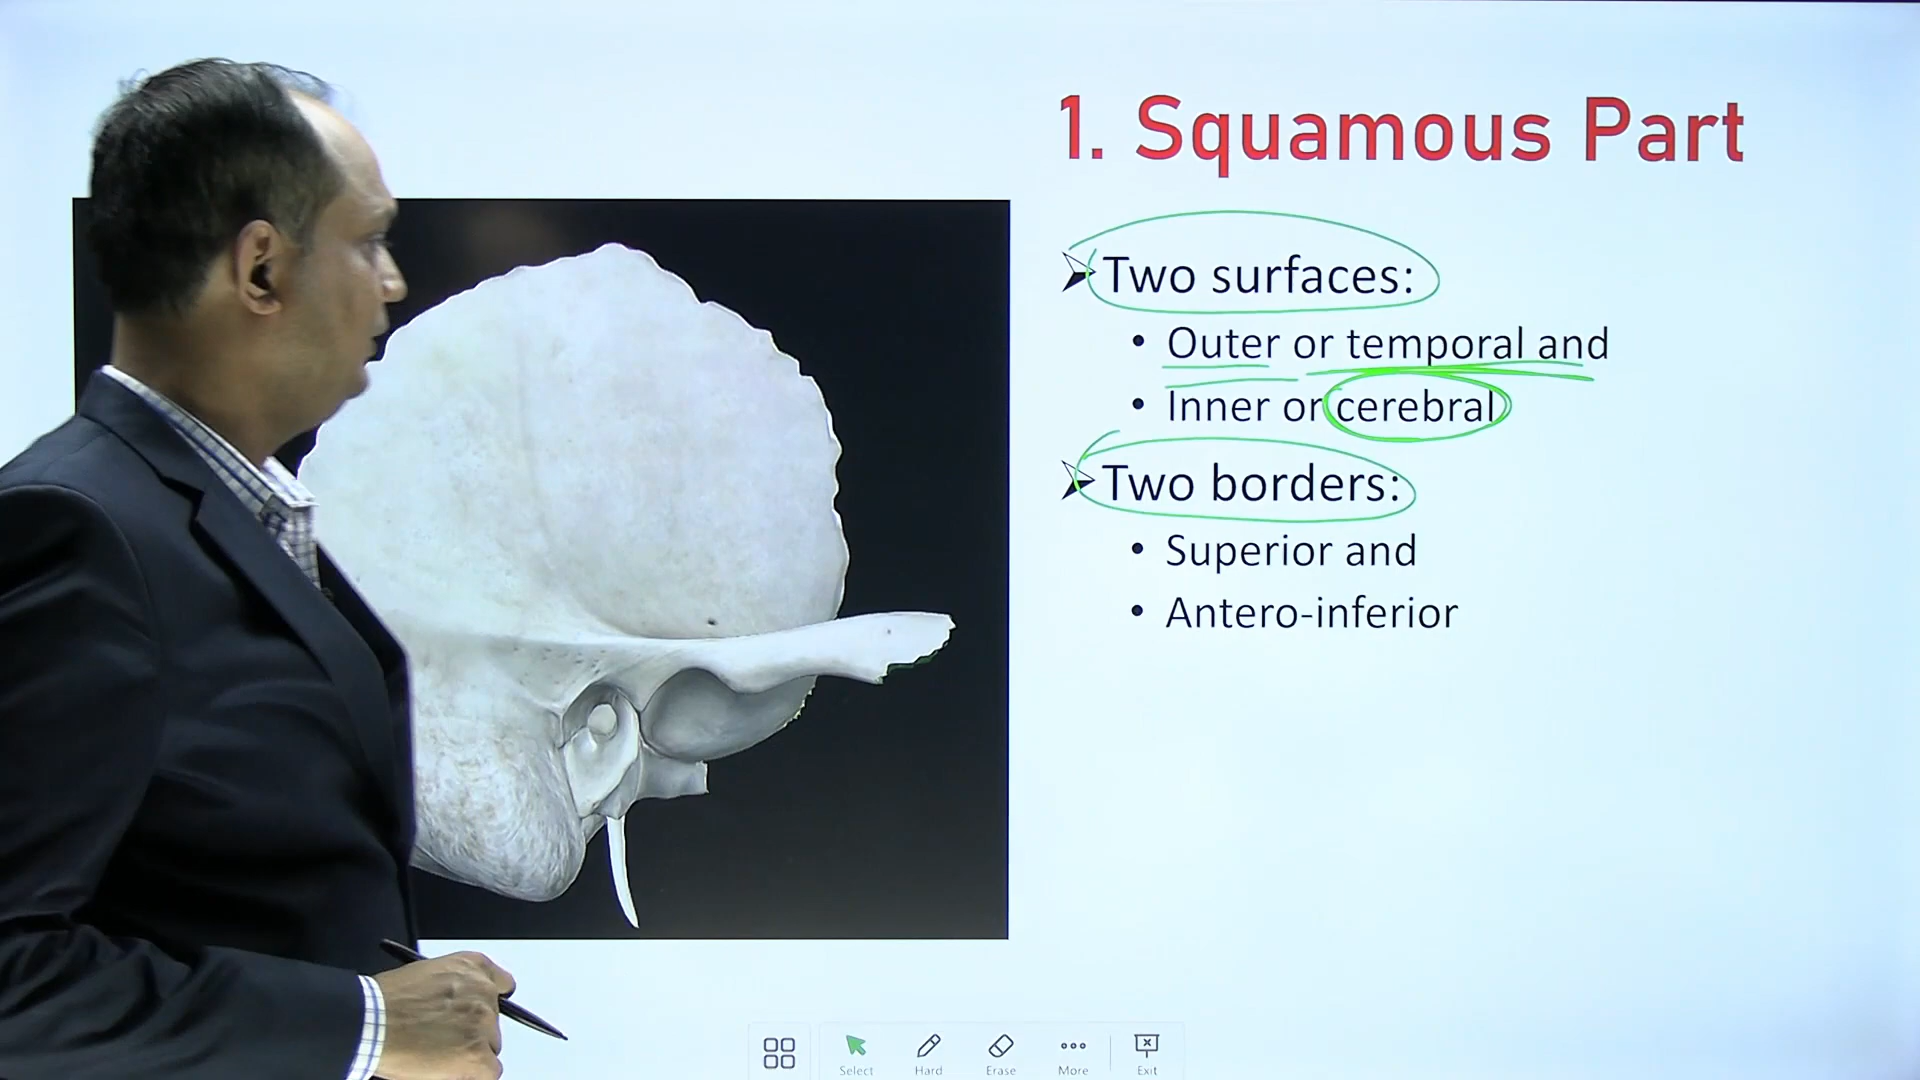 1. Squamous Part
Two surfaces:
• Outer or temporal and
• Inner or cerebral
Two borders:
• Superior and
• Antero-inferior
Select Hard Erase More Exit